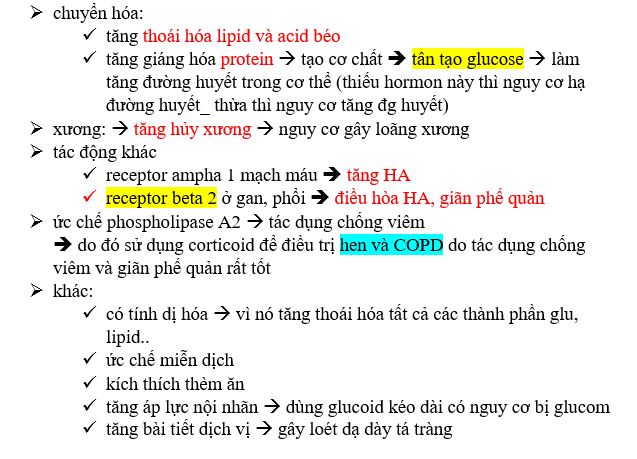 ➢ chuyển hóa:
✓ tăng thoái hóa lipid và acid béo
✓ tăng giáng hóa protein → tạo cơ chất → tân tạo glucose → làm
tăng đường huyết trong cơ thể (thiếu hormon này thì nguy cơ hạ
đường huyết_ thừa thì nguy cơ tăng đg huyết)
➢ xương: → tăng hủy xương → nguy cơ gây loãng xương
➢ tác động khác
✓ receptor ampha 1 mạch máu → tăng HA
✓ receptor beta 2 ở gan, phổi → điều hòa HA, giãn phế quản
➢ ức chế phospholipase A2 → tác dụng chống viêm
→ do đó sử dụng corticoid để điều trị hen và COPD do tác dụng chống
viêm và giãn phế quản rất tốt
➢ khác:
✓ có tính dị hóa → vì nó tăng thoái hóa tất cả các thành phần glu,
lipid..
✓ ức chế miễn dịch
✓ kích thích thèm ăn
✓ tăng áp lực nội nhãn → dùng glucoid kéo dài có nguy cơ bị glucom
✓ tăng bài tiết dịch vị → gây loét dạ dày tá tràng